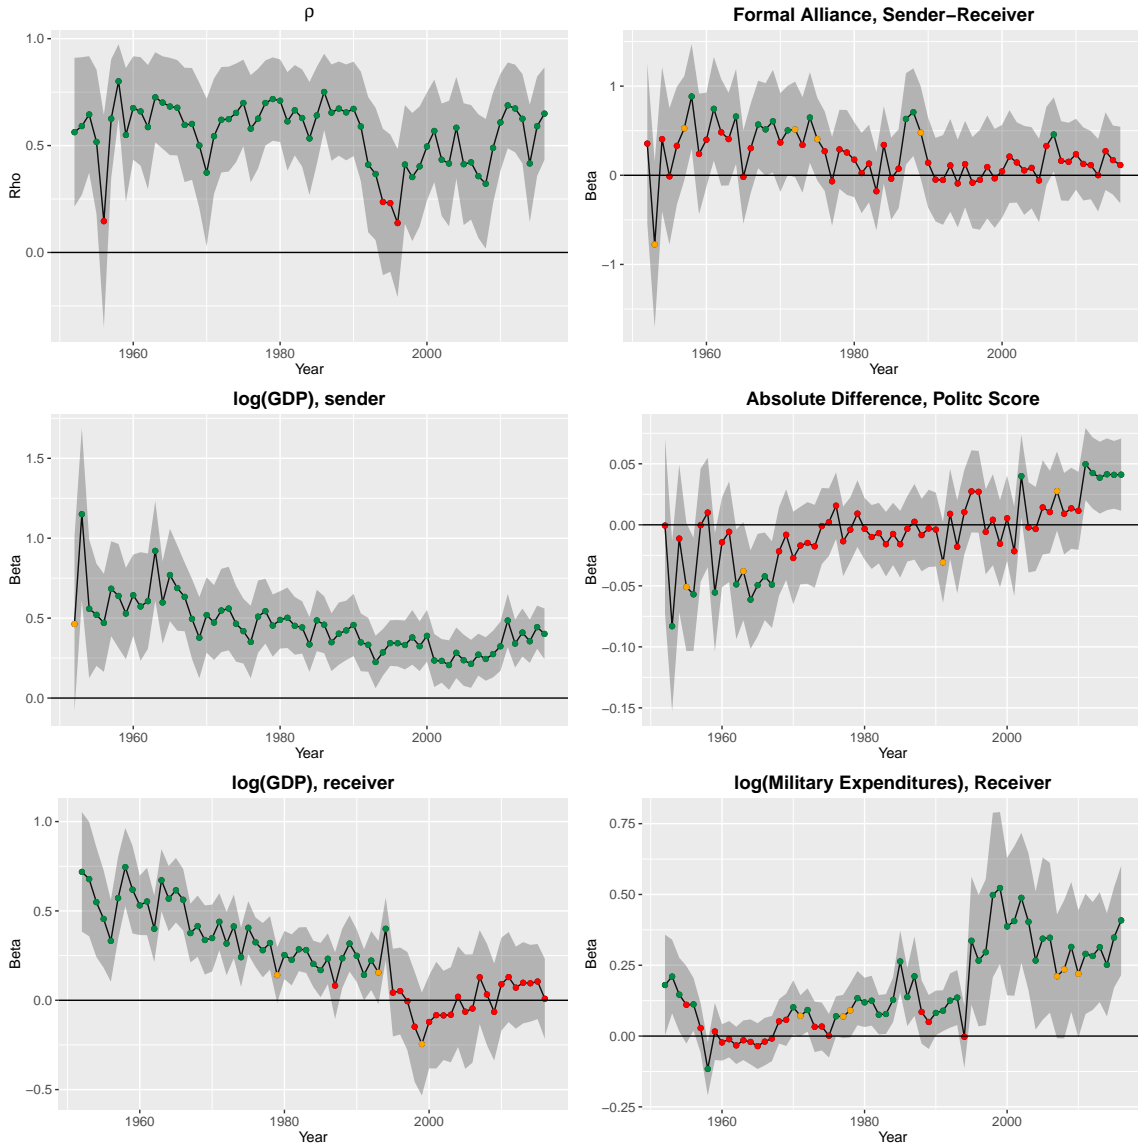 ρ
1.0
0.5
0.0
Rho
1960
2000
Year
Formal Alliance, Sender−Receiver
1
0
−1
Beta
1960
1980
2000
Year
log(GDP), sender
1.5
1.0
0.5
0.0
Beta
1960
1980
2000
Year
Absolute Difference, Politc Score
0.05
0.00
−0.05
−0.10
−0.15
Beta
1960
1980
2000
Year
log(GDP), receiver
1.0
0.5
0.0
−0.5
Beta
1960
1980
2000
Year
log(Military Expenditures), Receiver
0.75
0.50
0.25
0.00
−0.25
Beta
1960
1980
2000
Year